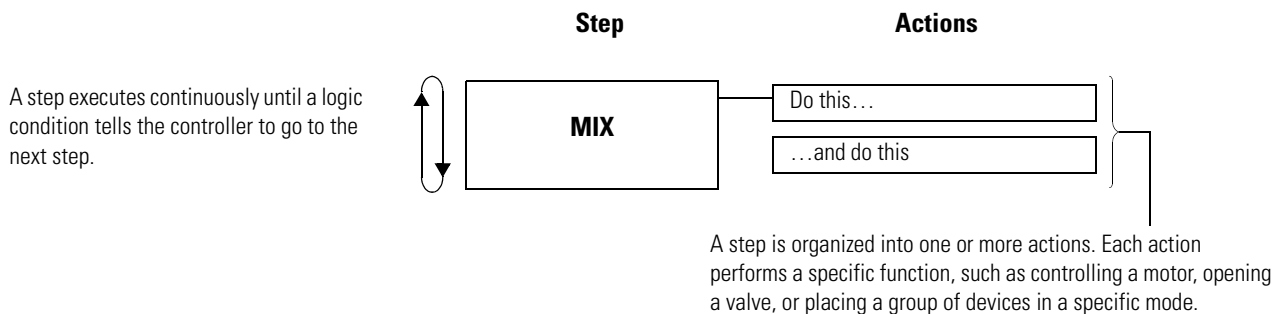 Step
Actions
A step executes continuously until a logic
condition tells the controller to go to the
next step.
MIX
Do this…
…and do this
A step is organized into one or more actions. Each action
performs a specific function, such as controlling a motor, opening
a valve, or placing a group of devices in a specific mode.